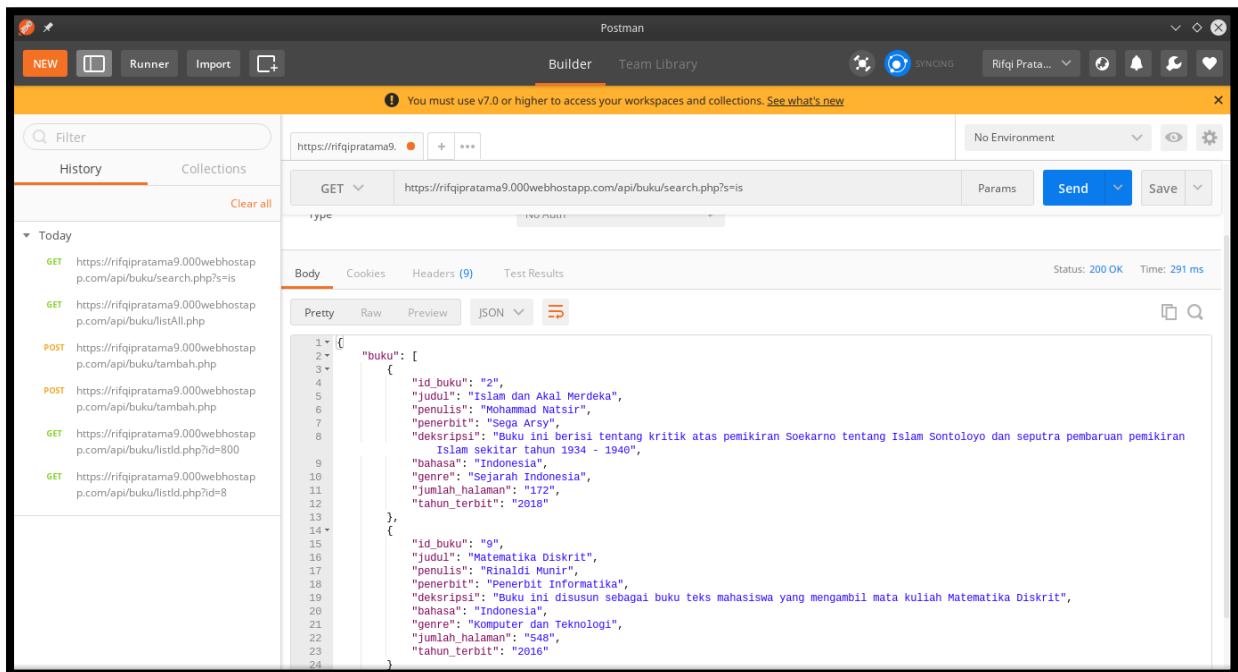 Postman
NEW Runner Import Builder Team Library SYNCING Rifqi Prata...
You must use v7.0 or higher to access your workspaces and collections. See what's new
Filter
History Collections
Clear all
Today
GET https://rifqipratama9.000webhostap
p.com/api/buku/search.php?s=is
GET https://rifqipratama9.000webhostap
p.com/api/buku/listAll.php
POST https://rifqipratama9.000webhostap
p.com/api/buku/tambah.php
POST https://rifqipratama9.000webhostap
p.com/api/buku/tambah.php
GET https://rifqipratama9.000webhostap
p.com/api/buku/listId.php?id=800
GET https://rifqipratama9.000webhostap
p.com/api/buku/listId.php?id=8
https://rifqipratama9. + •••
No Environment
GET https://rifqipratama9.000webhostapp.com/api/buku/search.php?s=is Params Send Save
Type No Auth
Body Cookies Headers (9) Test Results Status: 200 OK Time: 291 ms
Pretty Raw Preview JSON
1 {
2 "buku": [
3 {
4 "id_buku": "2",
5 "judul": "Islam dan Akal Merdeka",
6 "penulis": "Mohammad Natsir",
7 "penerbit": "Sega Arsy",
8 "deksripsi": "Buku ini berisi tentang kritik atas pemikiran Soekarno tentang Islam Sontoloyo dan seputra pembaruan pemikiran
Islam sekitar tahun 1934 - 1940",
9 "bahasa": "Indonesia",
10 "genre": "Sejarah Indonesia",
11 "jumlah_halaman": "172",
12 "tahun_terbit": "2018"
13 },
14 {
15 "id_buku": "9",
16 "judul": "Matematika Diskrit",
17 "penulis": "Rinaldi Munir",
18 "penerbit": "Penerbit Informatika",
19 "deksripsi": "Buku ini disusun sebagai buku teks mahasiswa yang mengambil mata kuliah Matematika Diskrit",
20 "bahasa": "Indonesia",
21 "genre": "Komputer dan Teknologi",
22 "jumlah_halaman": "548",
23 "tahun_terbit": "2016"
24 }